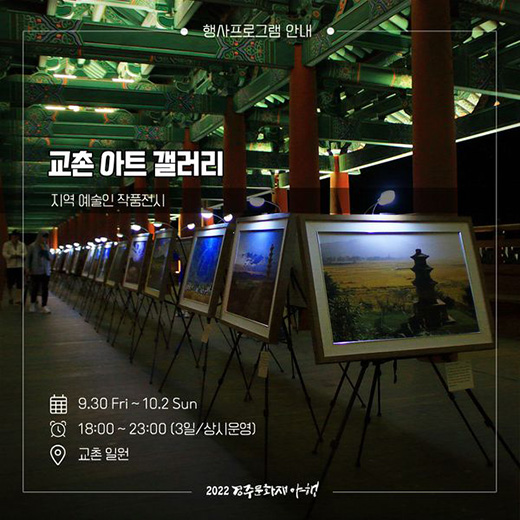 행사프로그램 안내
교촌 아트 갤러리
지역 예술인 작품전시
9.30 Fri ~ 10.2 Sun
18:00 ~ 23:00 (3일/상시운영)
교촌 일원
2022 경주문화재야행